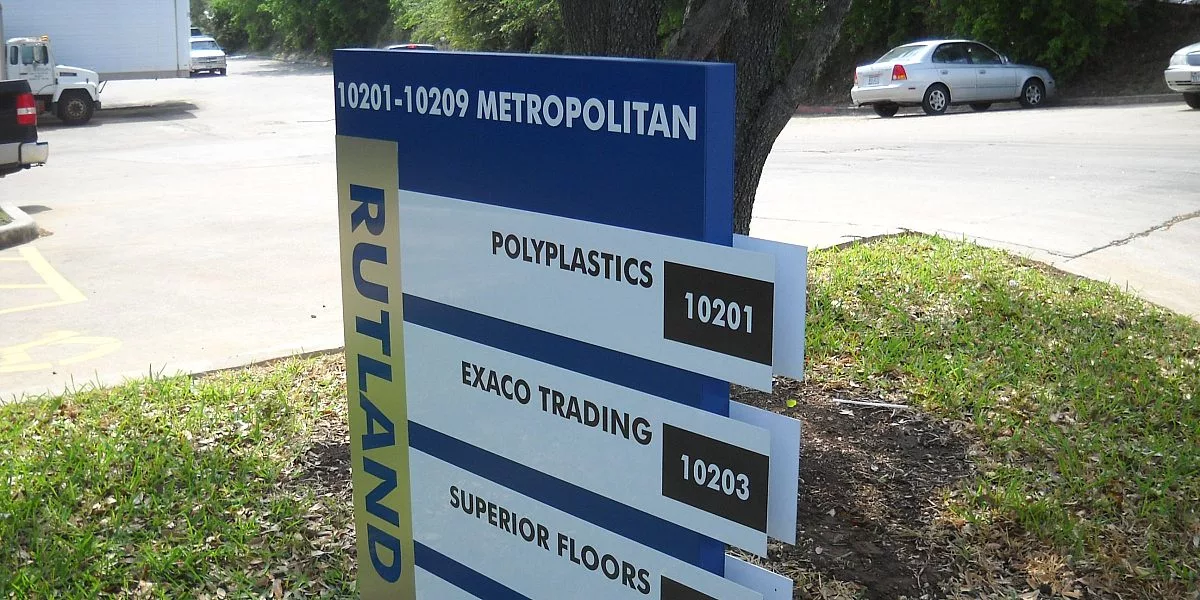 10201-10209 METROPOLITAN
RUTLAND
POLYPLASTICS
10201
EXACO TRADING
10203
SUPERIOR FLOORS